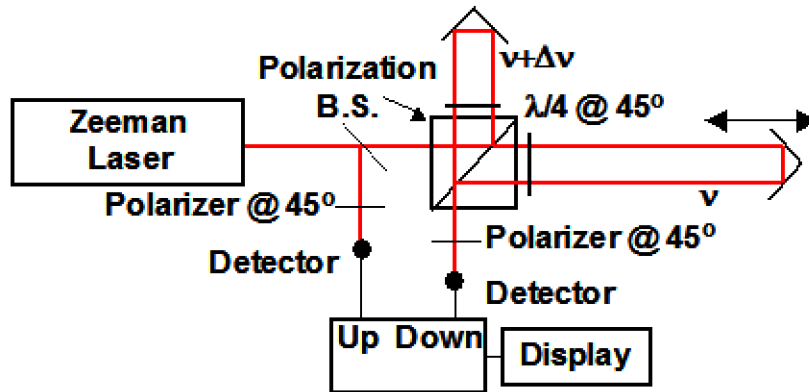 ν+Δν
Polarization
B.S.
λ/4 @ 45º
Zeeman
Laser
ν
Polarizer @ 45º
Polarizer @ 45º
Detector
Detector
Up Down
Display